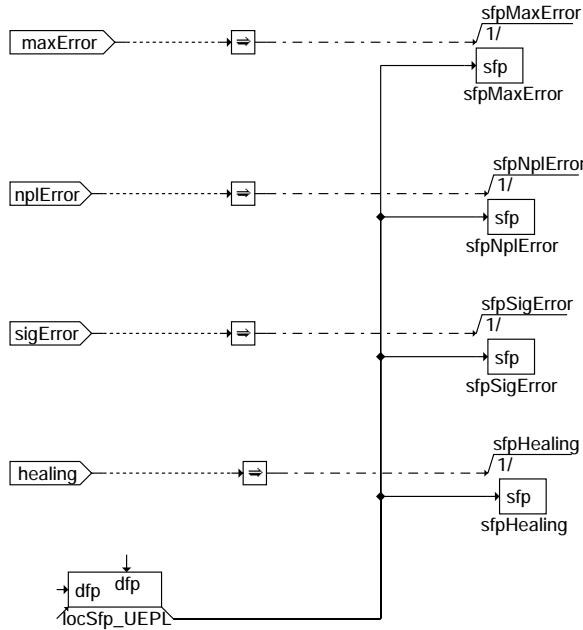 sfpMaxError
maxError
⇒
1/
sfp
sfpMaxError
sfpNplError
nplError
⇒
1/
sfp
sfpNplError
sfpSigError
sigError
⇒
1/
sfp
sfpSigError
sfpHealing
healing
⇒
1/
sfp
sfpHealing
dfp dfp
locSfp_UEPL